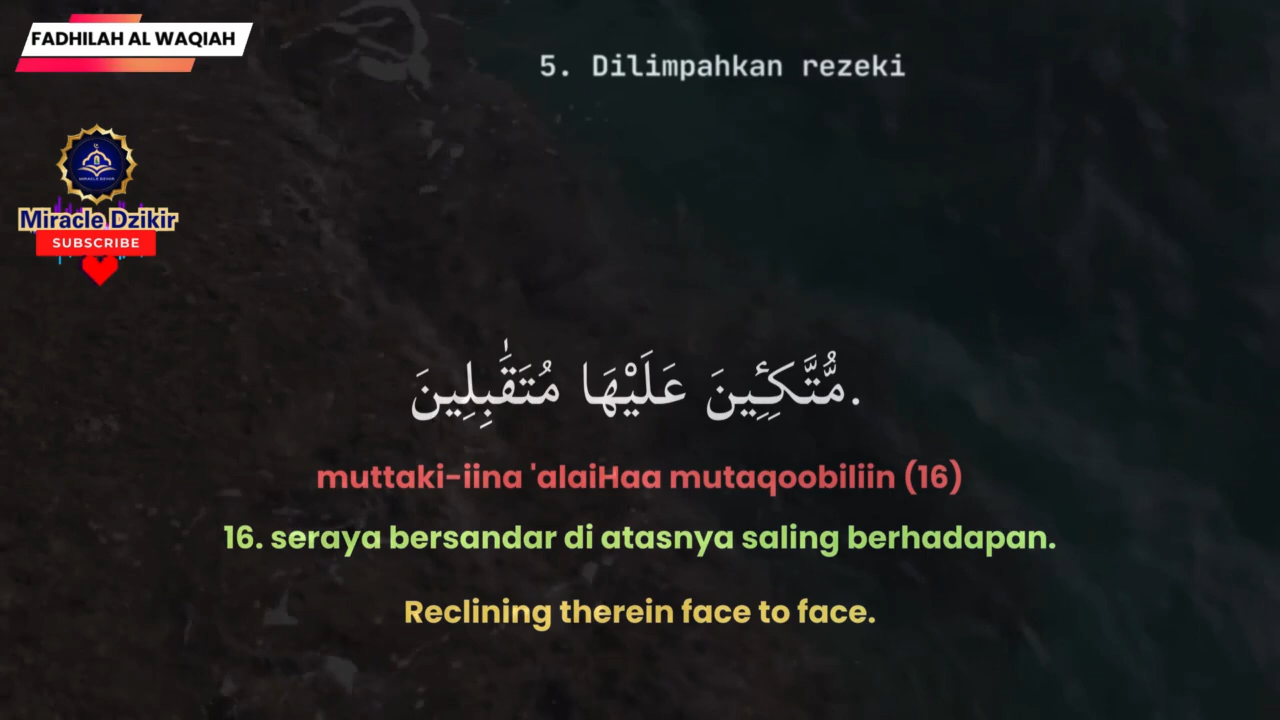 FADHILAH AL WAQIAH
5. Dilimpahkan rezeki
Miracle Dzikir
SUBSCRIBE
مُّتَّكِـِٔينَ عَلَيْهَا مُتَقَٰبِلِينَ.
muttaki-iina 'alaiHaa mutaqoobiliin (16)
16. seraya bersandar di atasnya saling berhadapan.
Reclining therein face to face.